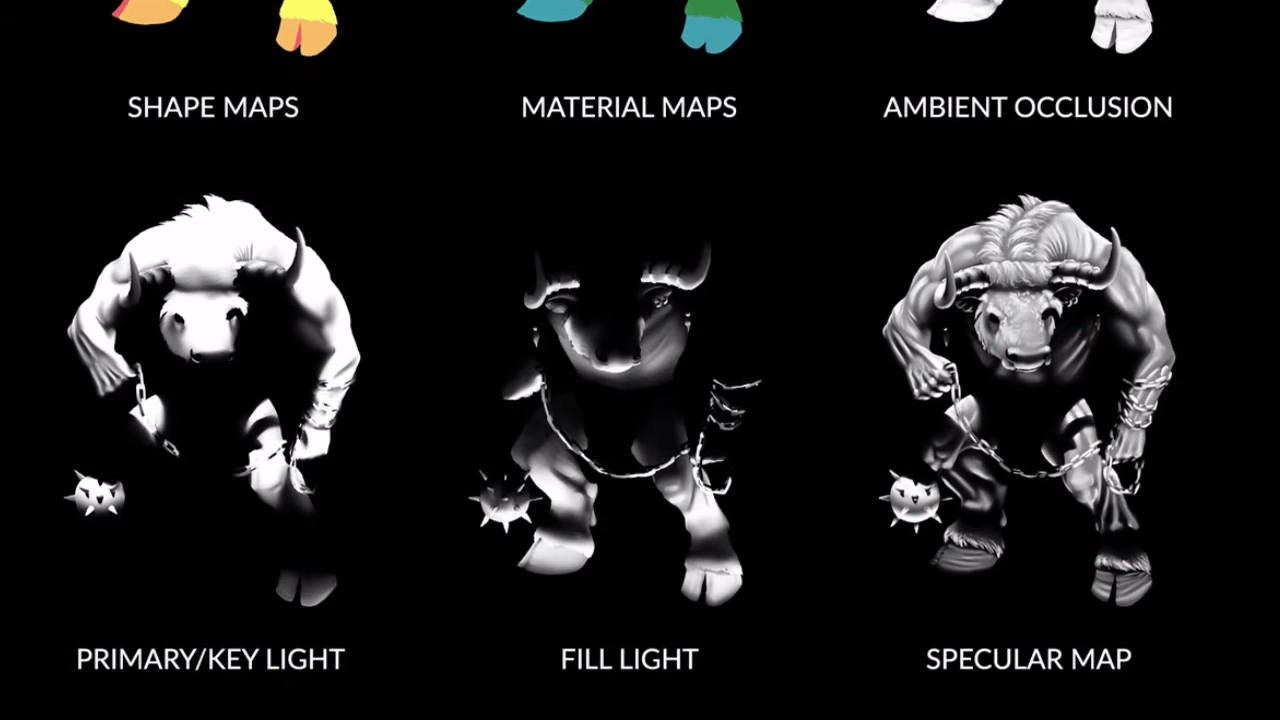 SHAPE MAPS
MATERIAL MAPS
AMBIENT OCCLUSION
PRIMARY/KEY LIGHT
FILL LIGHT
SPECULAR MAP